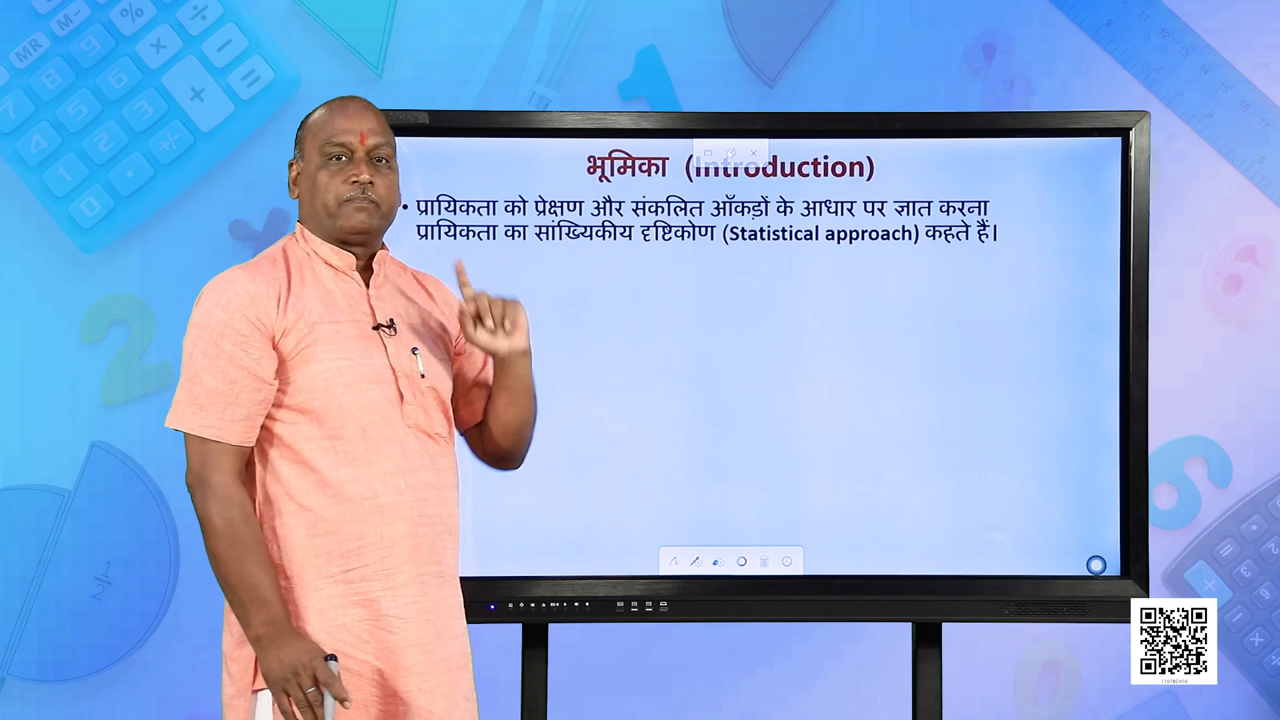 भूमिका (Introduction)
• प्रायिकता को प्रेक्षण और संकलित आँकड़ों के आधार पर ज्ञात करना
प्रायिकता का सांख्यिकीय दृष्टिकोण (Statistical approach) कहते हैं।